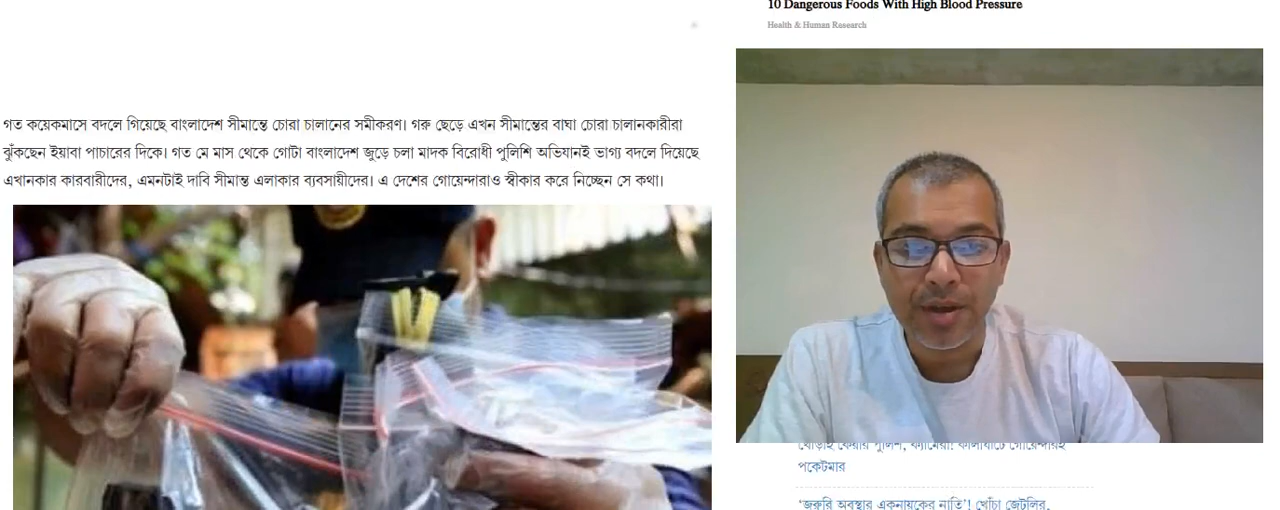 10 Dangerous Foods With High Blood Pressure
Health & Human Research
গত কয়েকমাসে বদলে গিয়েছে বাংলাদেশ সীমান্তে চোরা চালানের সমীকরণ। গরু ছেড়ে এখন সীমান্তের বাঘা চোরা চালানকারীরা
ঝুঁকছেন ইয়াবা পাচারের দিকে। গত মে মাস থেকে গোটা বাংলাদেশ জুড়ে চলা মাদক বিরোধী পুলিশি অভিযানই ভাগ্য বদলে দিয়েছে
এখানকার কারবারীদের, এমনটাই দাবি সীমান্ত এলাকার ব্যবসায়ীদের। এ দেশের গোয়েন্দারাও স্বীকার করে নিচ্ছেন সে কথা।
পকেটমার
‘জরুরি অবস্থার একনায়কের নাতি’! খোঁচা জেটলির,